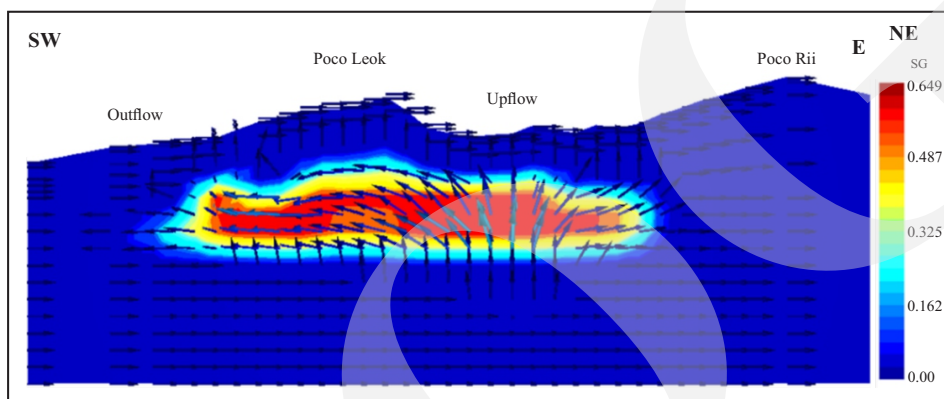 SW
NE
E
Poco Leok
Poco Rii
SG
Outflow
Upflow
0.649
0.487
0.325
0.162
0.00